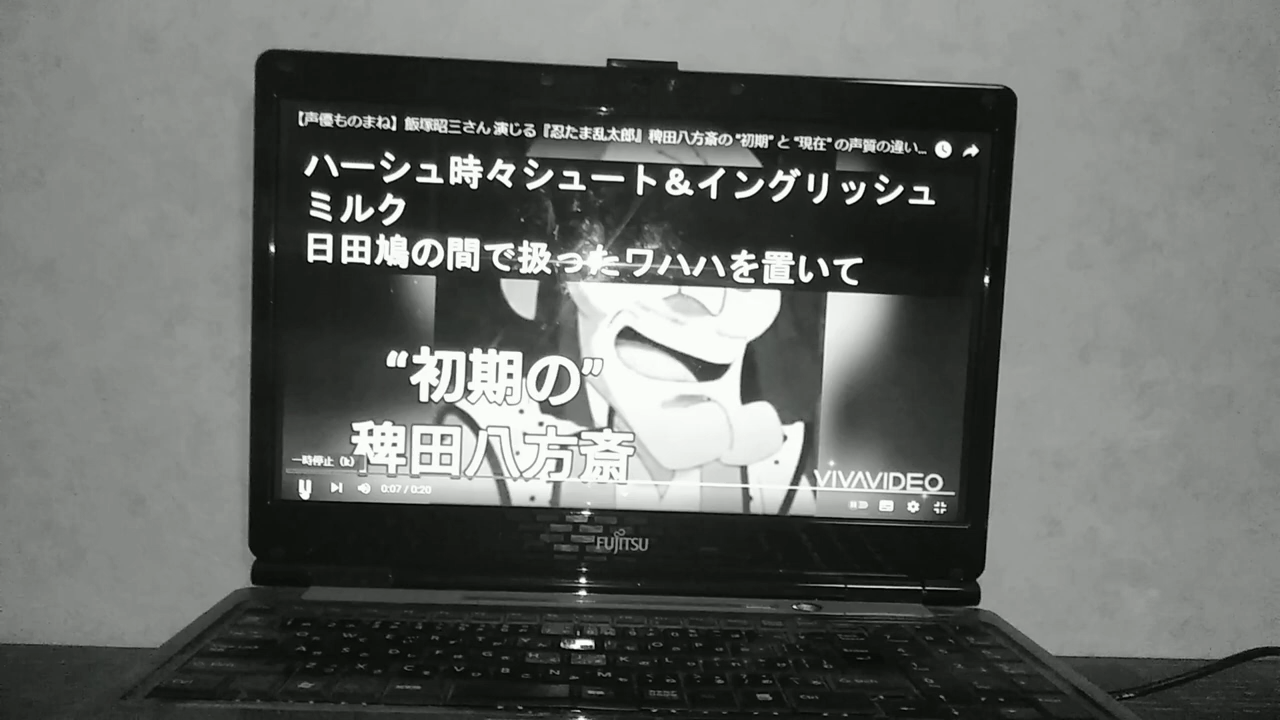 【声優ものまね】飯塚昭三さん 演じる『忍たま乱太郎』稗田八方斎の "初期" と "現在" の声質の違い...
ハーシュ時々シュート＆イングリッシュ
ミルク
日田鳩の間で扱ったワハハを置いて
“初期の”
稗田八方斎
一時停止 (k)
0:07 / 0:20
VIVAVIDEO
FUJITSU